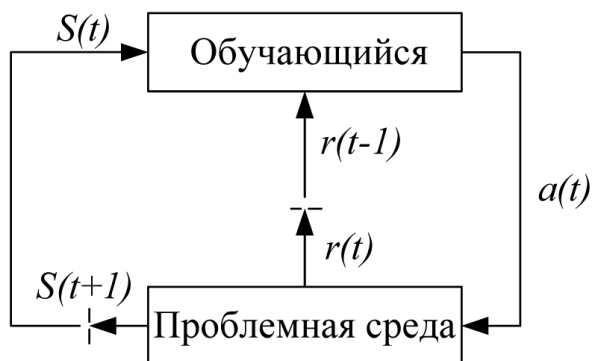 S(t)
Обучающийся
r(t-1)
a(t)
r(t)
S(t+1)
Проблемная среда